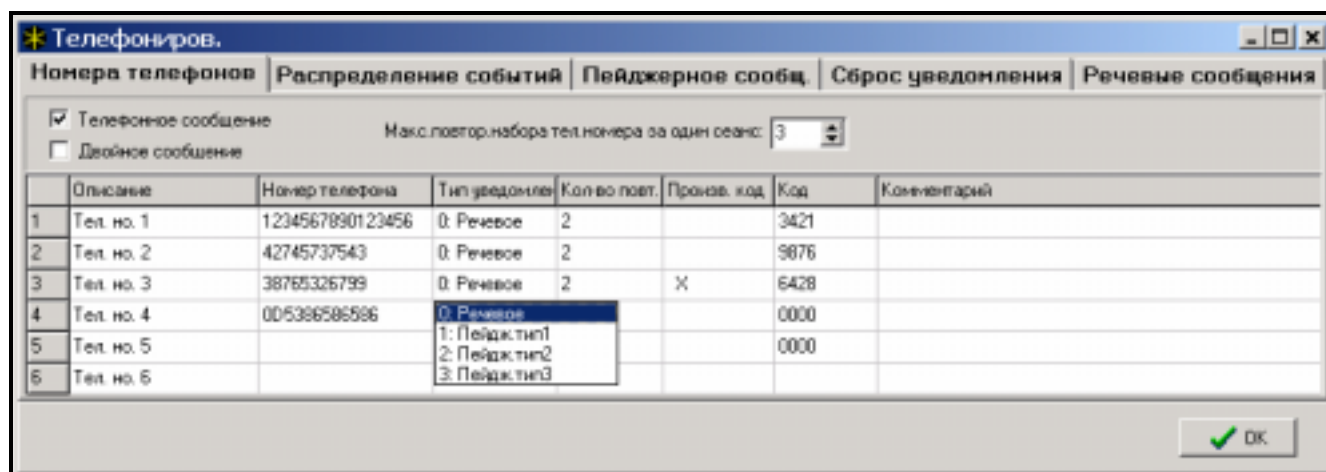 Телефониров.
Номера телефонов Распределение событий Пейджерное сообщ. Сброс уведомления Речевые сообщения
Телефонное сообщение
Макс.повтор.набора тел.номера за один сеанс: 3
Двойное сообщение
Описание Номер телефона Тип уведомлен Кол-во повт. Произв. код Код Комментарий
1 Тел. но. 1 1234567890123456 0: Речевое 2 3421
2 Тел. но. 2 42745737543 0: Речевое 2 9876
3 Тел. но. 3 38765326799 0: Речевое 2 X 6428
4 Тел. но. 4 0D5386586586 0: Речевое 0000
1: Пейдж.тип1
5 Тел. но. 5 2: Пейдж.тип2 0000
6 Тел. но. 6 3: Пейдж.тип3
OK